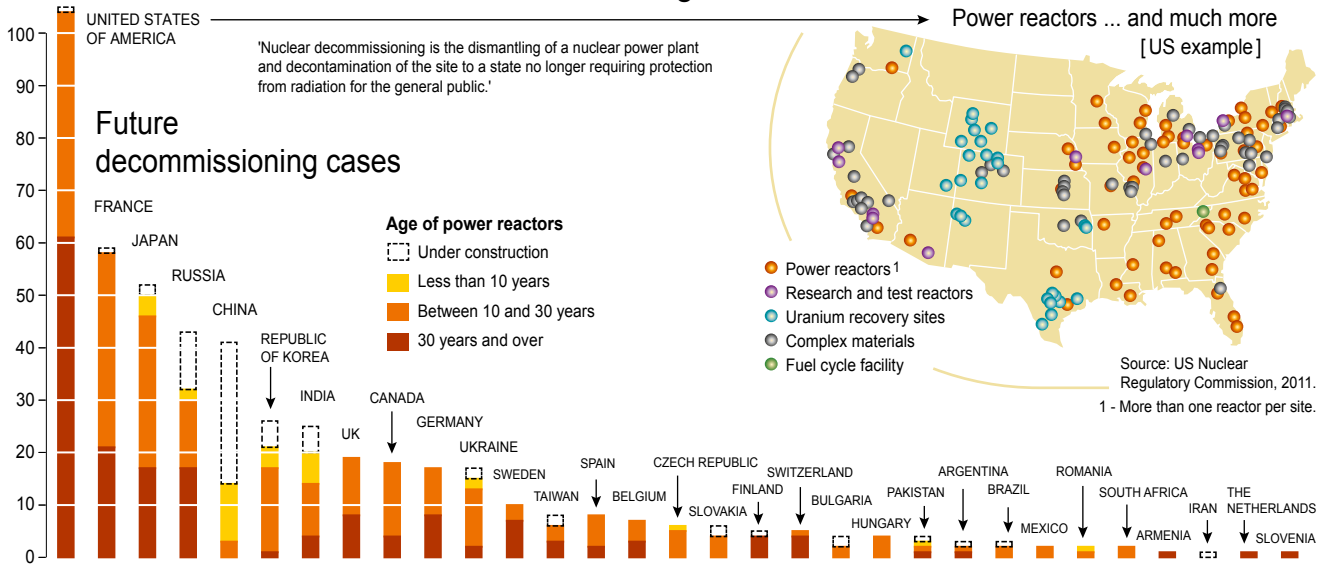 UNITED STATES
OF AMERICA
'Nuclear decommissioning is the dismantling of a nuclear power plant
and decontamination of the site to a state no longer requiring protection
from radiation for the general public.'
Power reactors ... and much more
[US example]
Future
decommissioning cases
100
90
80
70
60
50
40
30
20
10
0
FRANCE
JAPAN
RUSSIA
CHINA
REPUBLIC
OF KOREA
INDIA
UK
CANADA
GERMANY
UKRAINE
SWEDEN
TAIWAN
SPAIN
BELGIUM
CZECH REPUBLIC
SLOVAKIA
FINLAND
SWITZERLAND
BULGARIA
HUNGARY
PAKISTAN
ARGENTINA
BRAZIL
MEXICO
ROMANIA
SOUTH AFRICA
ARMENIA
IRAN
THE
NETHERLANDS
SLOVENIA
Age of power reactors
Under construction
Less than 10 years
Between 10 and 30 years
30 years and over
Power reactors 1
Research and test reactors
Uranium recovery sites
Complex materials
Fuel cycle facility
Source: US Nuclear
Regulatory Commission, 2011.
1 - More than one reactor per site.